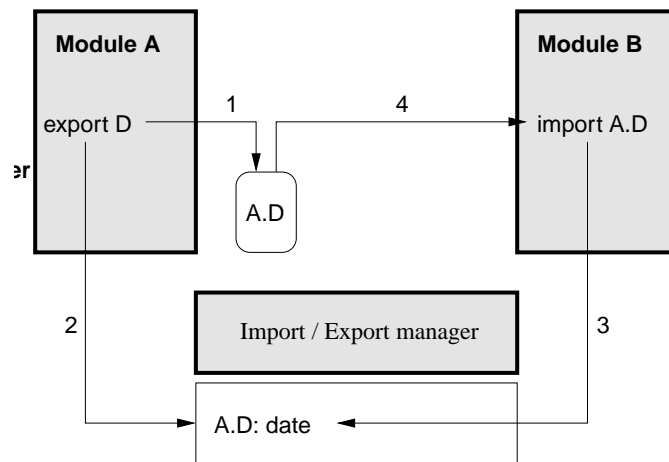 Module A
Module B
1
4
export D
import A.D
er
A.D
2
Import / Export manager
3
A.D: date